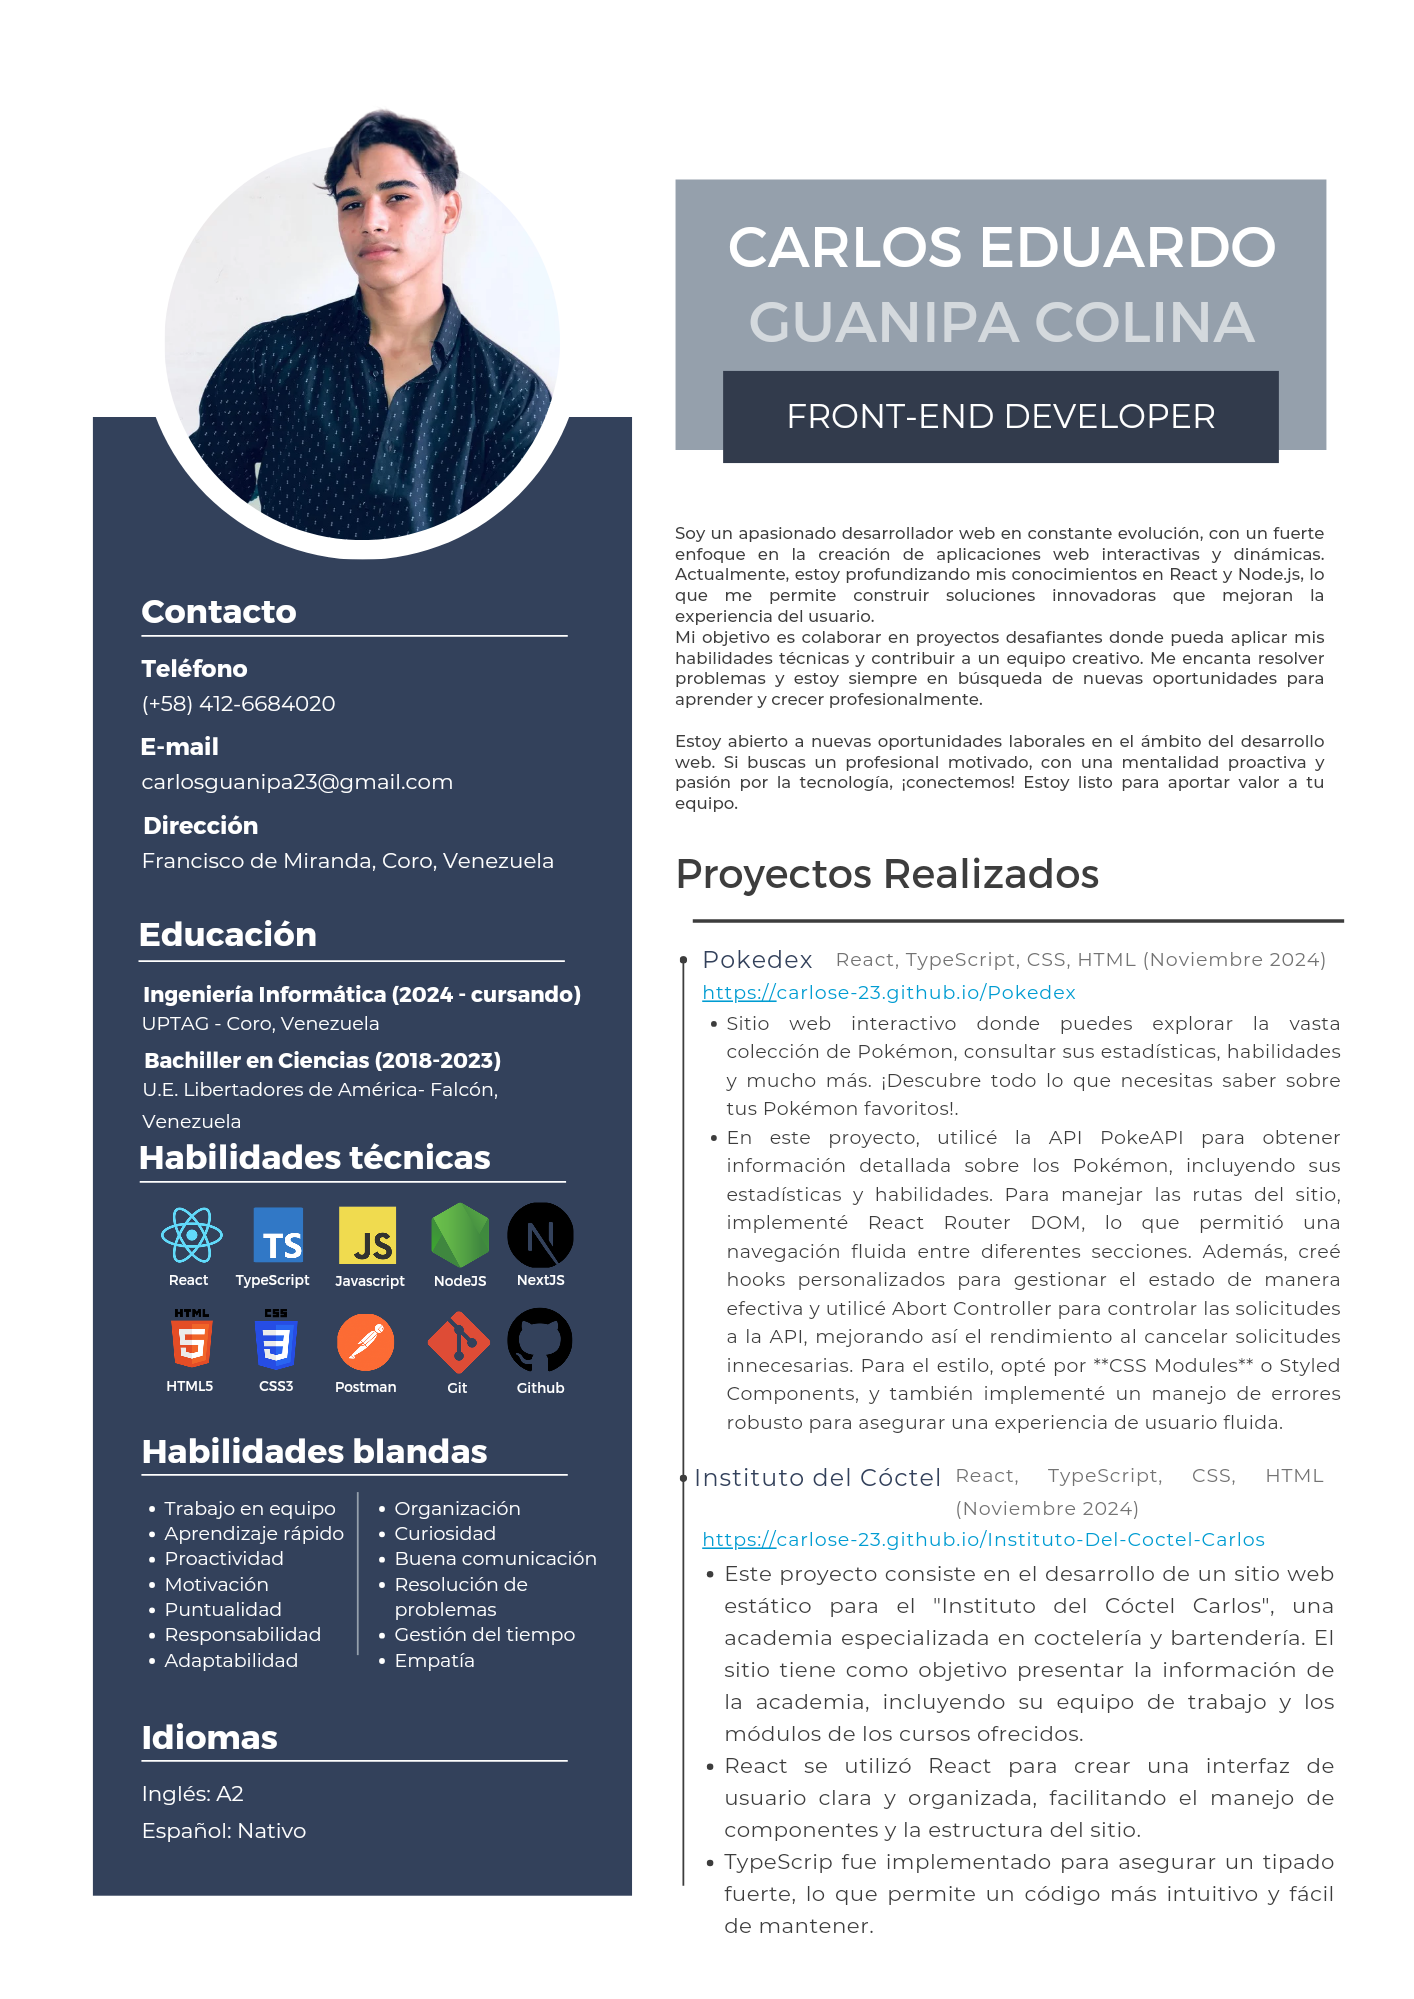 CARLOS EDUARDO
GUANIPA COLINA
FRONT-END DEVELOPER
Contacto
Teléfono
(+58) 412-6684020
E-mail
carlosguanipa23@gmail.com
Dirección
Francisco de Miranda, Coro, Venezuela
Educación
Ingeniería Informática (2024 - cursando)
UPTAG - Coro, Venezuela
Bachiller en Ciencias (2018-2023)
U.E. Libertadores de América- Falcón,
Venezuela
Habilidades técnicas
TS
JS
N
React
TypeScript
Javascript
NodeJS
NextJS
HTML
5
CSS
3
HTML5
CSS3
Postman
Git
Github
Habilidades blandas
Trabajo en equipo
Aprendizaje rápido
Proactividad
Motivación
Puntualidad
Responsabilidad
Adaptabilidad
Organización
Curiosidad
Buena comunicación
Resolución de
problemas
Gestión del tiempo
Empatía
Idiomas
Inglés: A2
Español: Nativo
Soy un apasionado desarrollador web en constante evolución, con un fuerte
enfoque en la creación de aplicaciones web interactivas y dinámicas.
Actualmente, estoy profundizando mis conocimientos en React y Node.js, lo
que me permite construir soluciones innovadoras que mejoran la
experiencia del usuario.
Mi objetivo es colaborar en proyectos desafiantes donde pueda aplicar mis
habilidades técnicas y contribuir a un equipo creativo. Me encanta resolver
problemas y estoy siempre en búsqueda de nuevas oportunidades para
aprender y crecer profesionalmente.
Estoy abierto a nuevas oportunidades laborales en el ámbito del desarrollo
web. Si buscas un profesional motivado, con una mentalidad proactiva y
pasión por la tecnología, ¡conectemos! Estoy listo para aportar valor a tu
equipo.
Proyectos Realizados
Pokedex React, TypeScript, CSS, HTML (Noviembre 2024)
https://carlose-23.github.io/Pokedex
Sitio web interactivo donde puedes explorar la vasta
colección de Pokémon, consultar sus estadísticas, habilidades
y mucho más. ¡Descubre todo lo que necesitas saber sobre
tus Pokémon favoritos!.
En este proyecto, utilicé la API PokeAPI para obtener
información detallada sobre los Pokémon, incluyendo sus
estadísticas y habilidades. Para manejar las rutas del sitio,
implementé React Router DOM, lo que permitió una
navegación fluida entre diferentes secciones. Además, creé
hooks personalizados para gestionar el estado de manera
efectiva y utilicé Abort Controller para controlar las solicitudes
a la API, mejorando así el rendimiento al cancelar solicitudes
innecesarias. Para el estilo, opté por **CSS Modules** o Styled
Components, y también implementé un manejo de errores
robusto para asegurar una experiencia de usuario fluida.
Instituto del Cóctel React, TypeScript, CSS, HTML
(Noviembre 2024)
https://carlose-23.github.io/Instituto-Del-Coctel-Carlos
Este proyecto consiste en el desarrollo de un sitio web
estático para el "Instituto del Cóctel Carlos", una
academia especializada en coctelería y bartendería. El
sitio tiene como objetivo presentar la información de
la academia, incluyendo su equipo de trabajo y los
módulos de los cursos ofrecidos.
React se utilizó React para crear una interfaz de
usuario clara y organizada, facilitando el manejo de
componentes y la estructura del sitio.
TypeScrip fue implementado para asegurar un tipado
fuerte, lo que permite un código más intuitivo y fácil
de mantener.